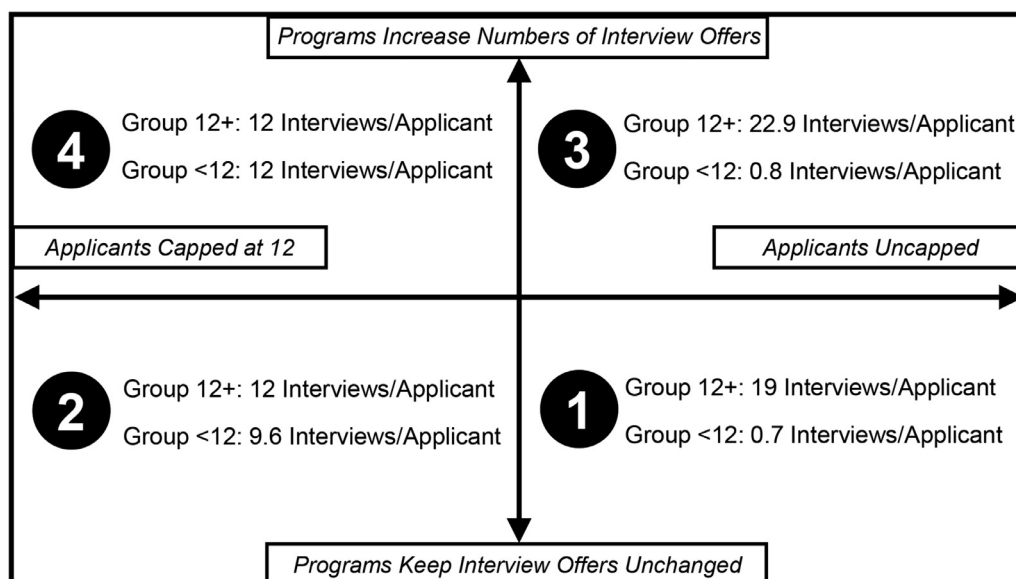 Programs Increase Numbers of Interview Offers
4
Group 12+: 12 Interviews/Applicant
Group <12: 12 Interviews/Applicant
3
Group 12+: 22.9 Interviews/Applicant
Group <12: 0.8 Interviews/Applicant
Applicants Capped at 12
Applicants Uncapped
2
Group 12+: 12 Interviews/Applicant
Group <12: 9.6 Interviews/Applicant
1
Group 12+: 19 Interviews/Applicant
Group <12: 0.7 Interviews/Applicant
Programs Keep Interview Offers Unchanged